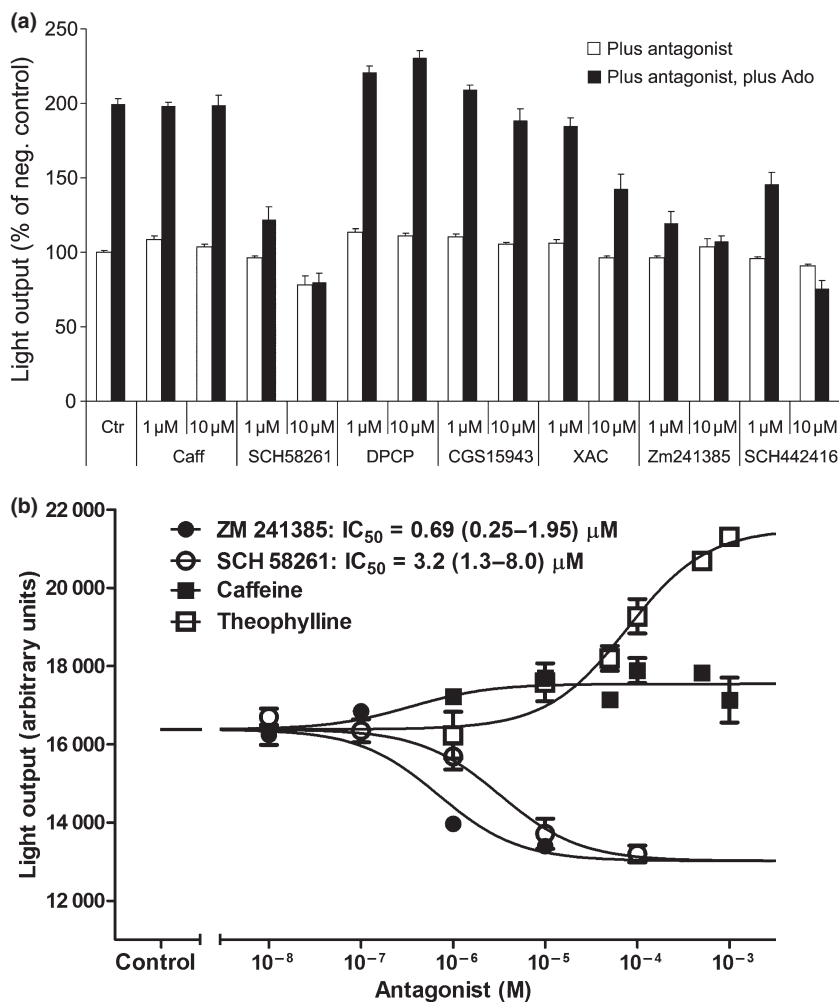 (a)
Light output (% of neg. control)
250
200
150
100
50
0
Plus antagonist
Plus antagonist, plus Ado
Ctr 1 µM 10 µM 1 µM 10 µM 1 µM 10 µM 1 µM 10 µM 1 µM 10 µM 1 µM 10 µM 1 µM 10 µM
Caff SCH58261 DPCP CGS15943 XAC Zm241385 SCH442416
(b)
Light output (arbitrary units)
22 000
20 000
18 000
16 000
14 000
12 000
ZM 241385: IC50 = 0.69 (0.25–1.95) µM
SCH 58261: IC50 = 3.2 (1.3–8.0) µM
Caffeine
Theophylline
Control 10⁻⁸ 10⁻⁷ 10⁻⁶ 10⁻⁵ 10⁻⁴ 10⁻³
Antagonist (M)